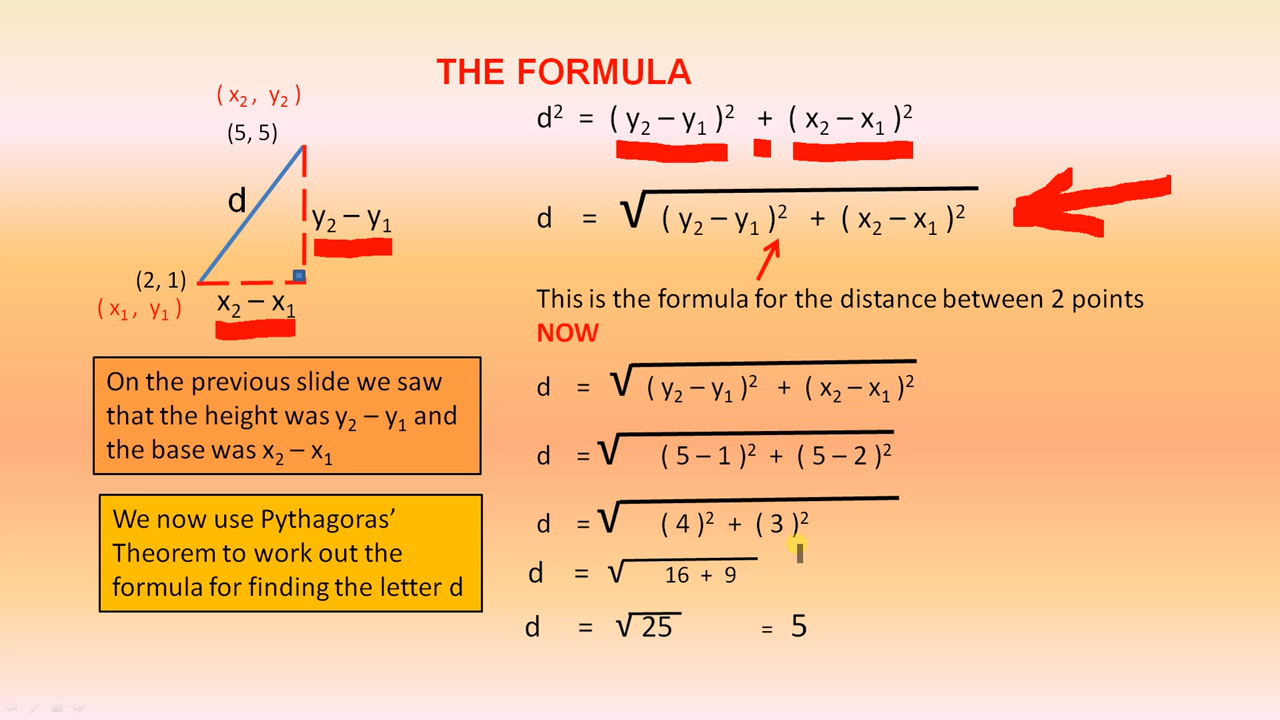 THE FORMULA
( x₂ , y₂ )
(5, 5)
d
y₂ – y₁
(2, 1)
( x₁ , y₁ )
x₂ – x₁
On the previous slide we saw
that the height was y₂ – y₁ and
the base was x₂ – x₁
We now use Pythagoras’
Theorem to work out the
formula for finding the letter d
d² = ( y₂ – y₁ )² + ( x₂ – x₁ )²
d = √ ( y₂ – y₁ )² + ( x₂ – x₁ )²
This is the formula for the distance between 2 points
NOW
d = √ ( y₂ – y₁ )² + ( x₂ – x₁ )²
d = √ ( 5 – 1 )² + ( 5 – 2 )²
d = √ ( 4 )² + ( 3 )²
d = √ 16 + 9
d = √ 25 = 5